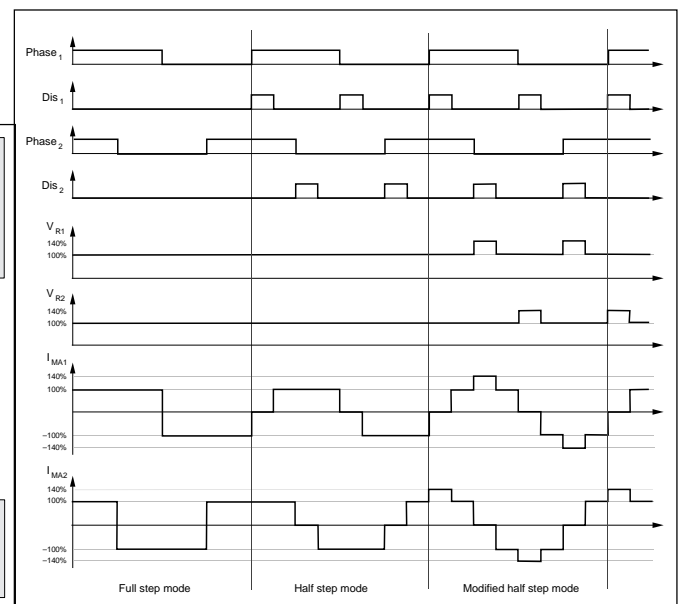 Phase 1
Dis 1
Phase 2
Dis 2
V R1
140%
100%
V R2
140%
100%
I MA1
140%
100%
–100%
–140%
I MA2
140%
100%
–100%
–140%
Full step mode
Half step mode
Modified half step mode